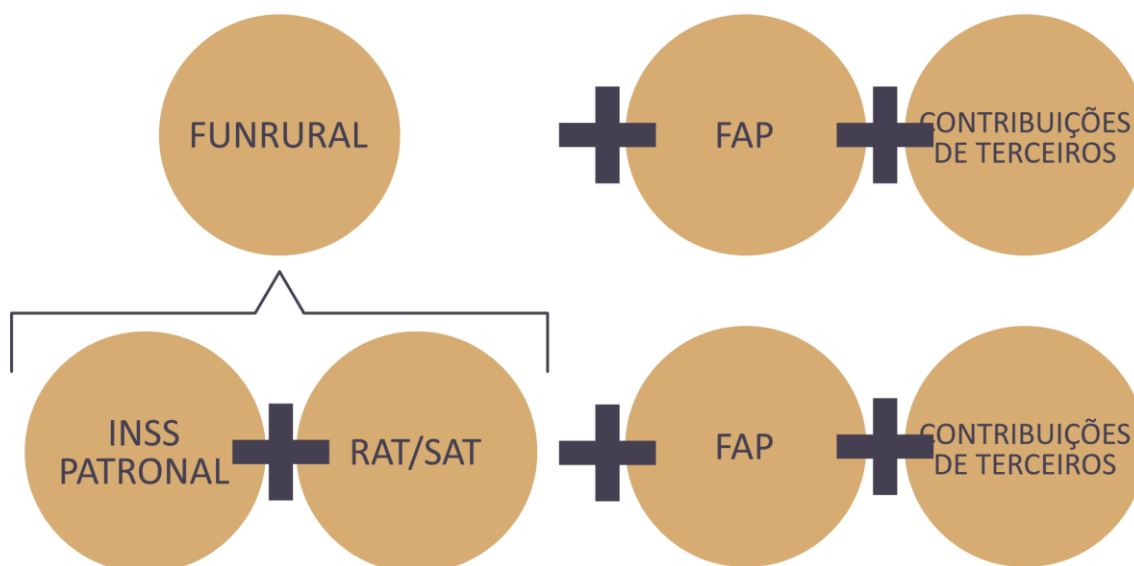 FUNRURAL
FAP
CONTRIBUIÇÕES
DE TERCEIROS
INSS
PATRONAL
RAT/SAT
FAP
CONTRIBUIÇÕES
DE TERCEIROS